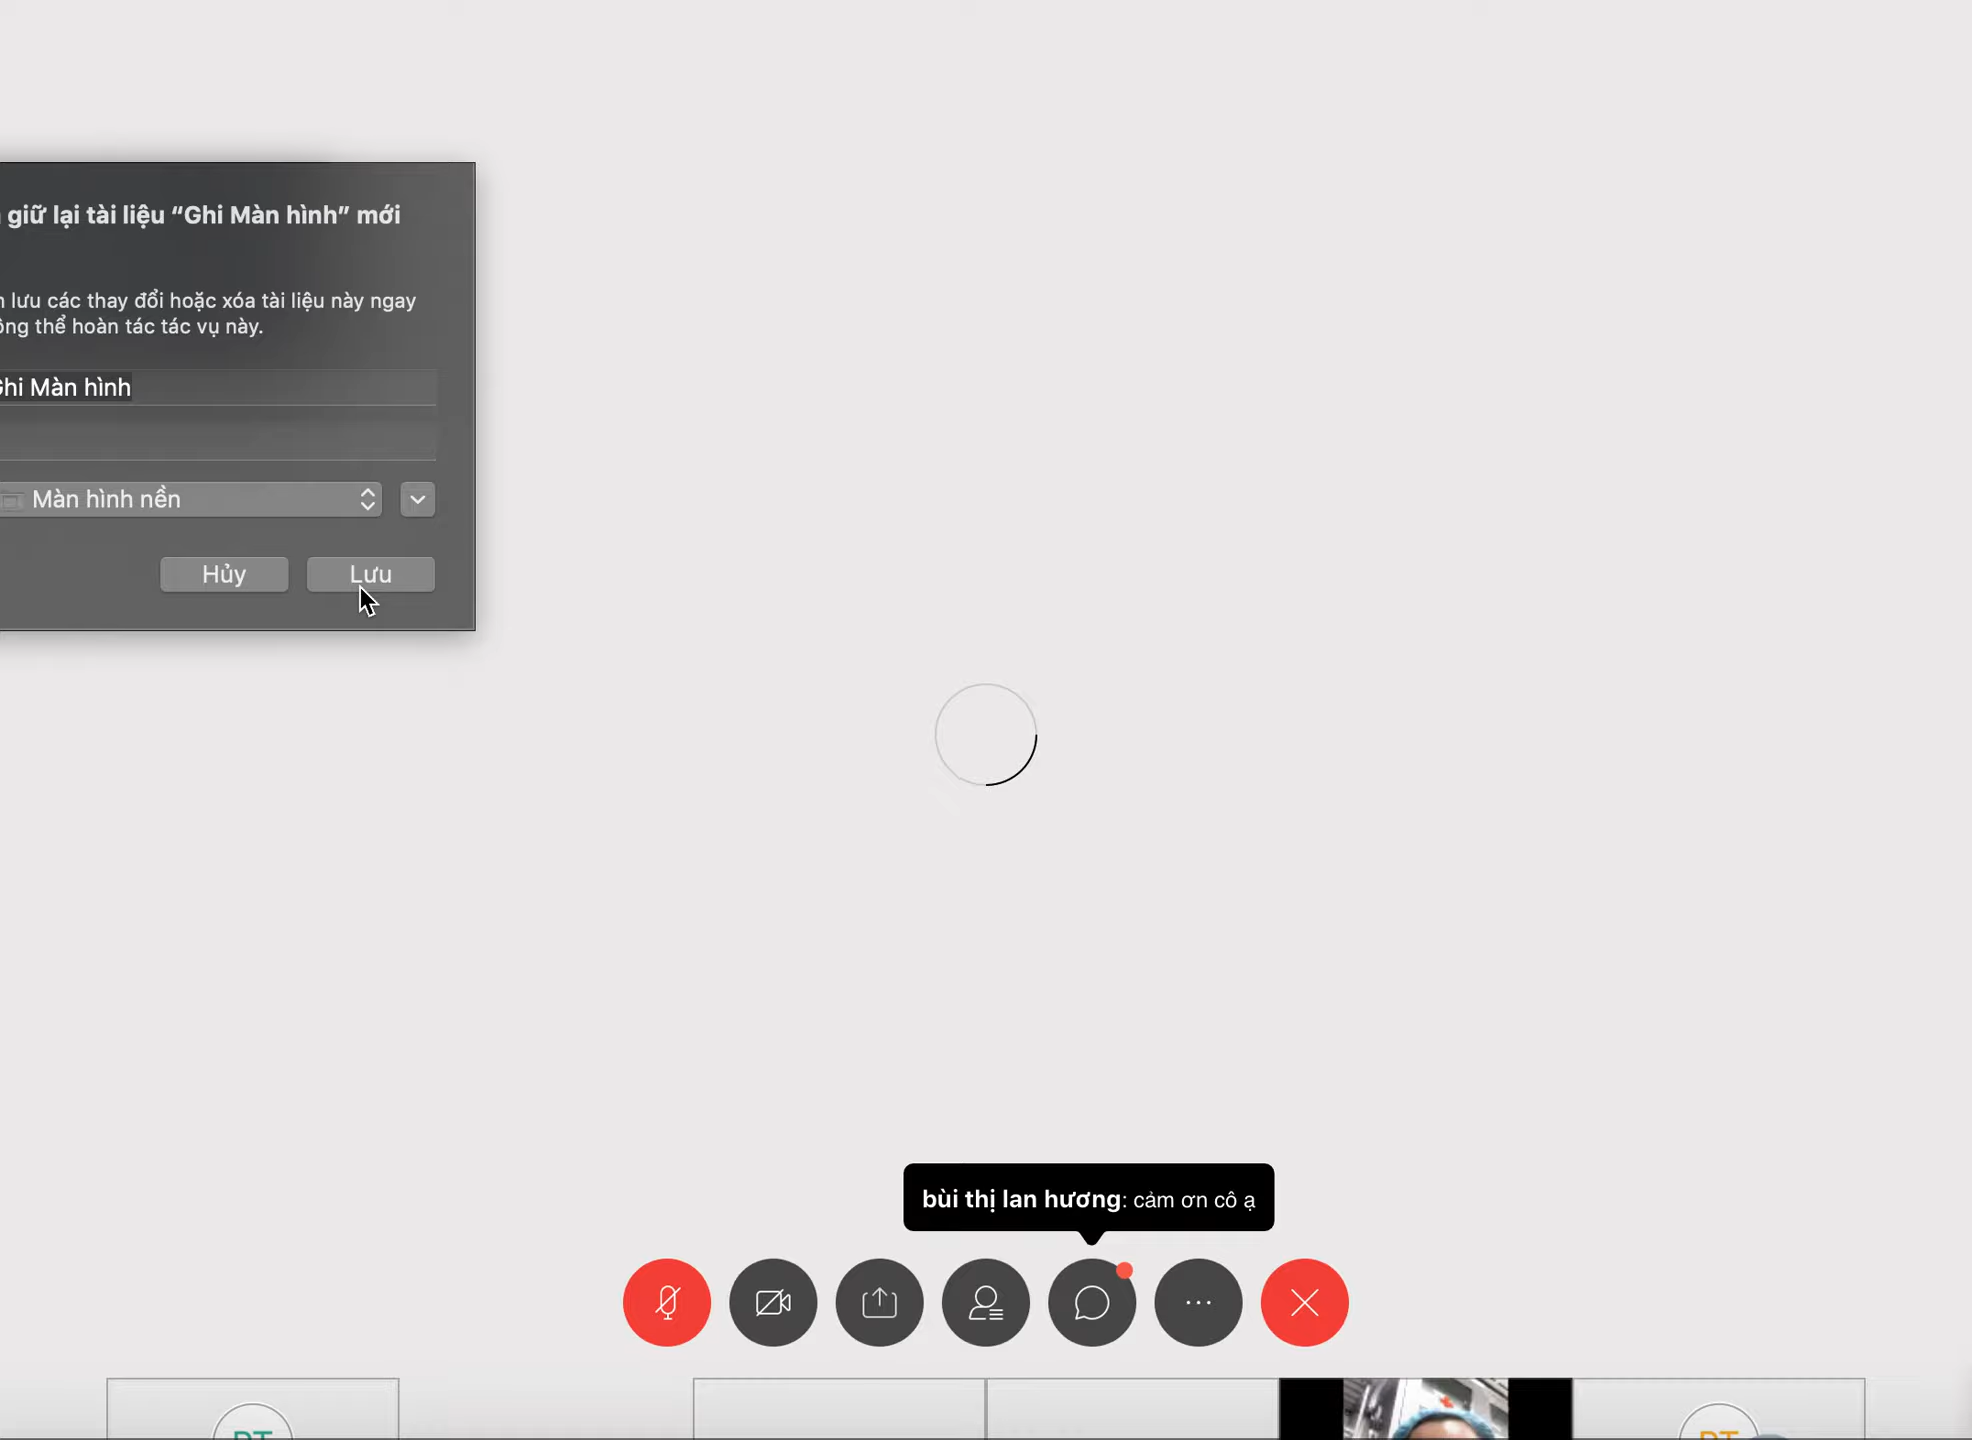 giữ lại tài liệu “Ghi Màn hình” mới
lưu các thay đổi hoặc xóa tài liệu này ngay
thể hoàn tác tác vụ này.
Ghi Màn hình
Màn hình nền
Hủy
Lưu
bùi thị lan hương: cảm ơn cô ạ